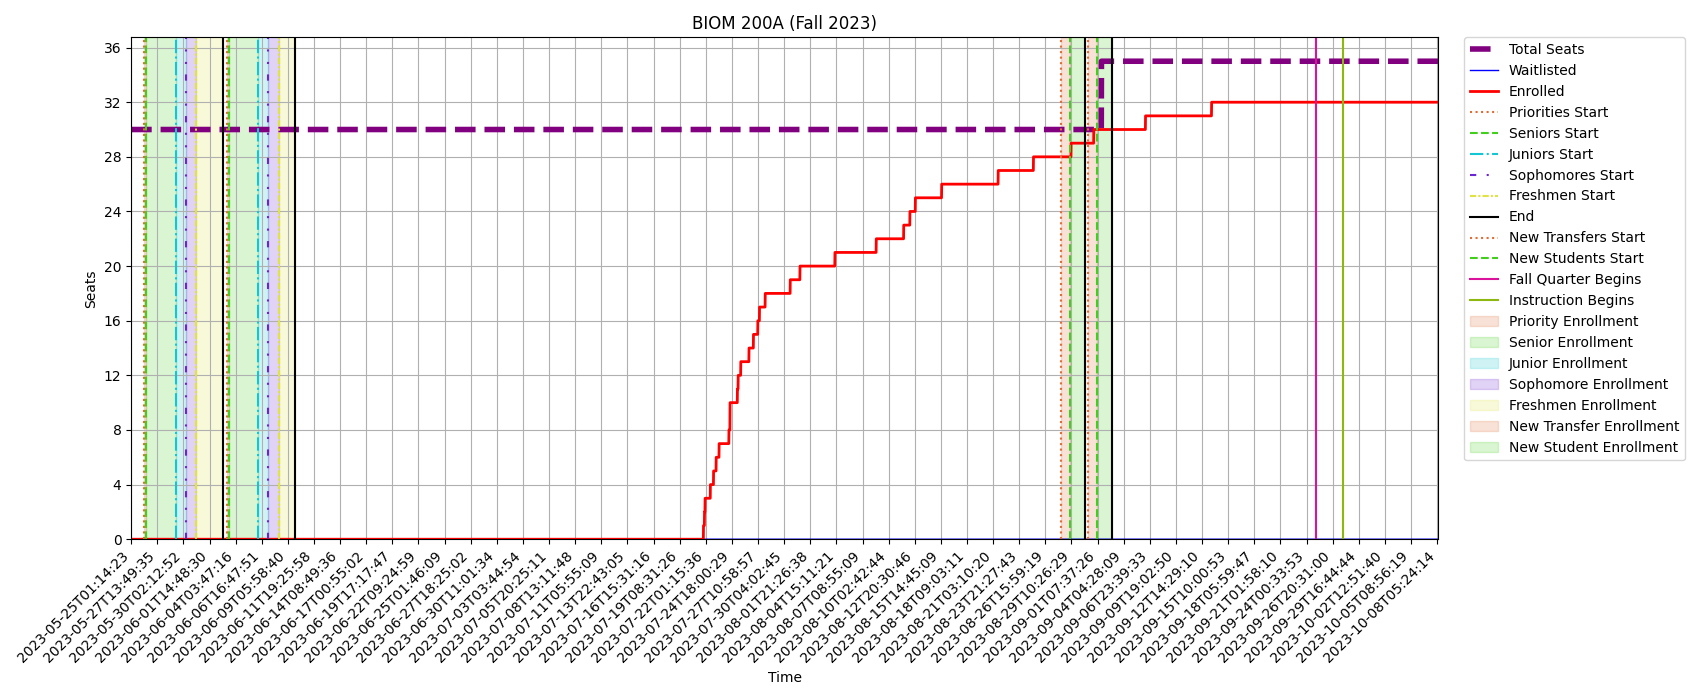 BIOM 200A (Fall 2023)
Seats
36
32
28
24
20
16
12
8
4
0
2023-05-25T01:14:23
2023-05-27T13:49:35
2023-05-30T02:12:52
2023-06-01T14:48:30
2023-06-04T03:47:16
2023-06-06T16:47:51
2023-06-09T05:58:40
2023-06-11T19:25:58
2023-06-14T08:49:36
2023-06-17T00:55:02
2023-06-19T17:17:47
2023-06-22T09:24:59
2023-06-25T01:46:09
2023-06-27T18:25:02
2023-06-30T11:01:34
2023-07-03T03:44:54
2023-07-05T20:25:11
2023-07-08T13:11:48
2023-07-11T05:55:09
2023-07-13T22:43:05
2023-07-16T15:31:16
2023-07-19T08:31:26
2023-07-22T01:15:36
2023-07-24T18:00:29
2023-07-27T10:58:57
2023-07-30T04:02:45
2023-08-01T21:26:38
2023-08-04T15:11:21
2023-08-07T08:55:09
2023-08-10T02:42:44
2023-08-12T20:30:46
2023-08-15T14:45:09
2023-08-18T09:03:11
2023-08-21T03:10:20
2023-08-23T21:27:43
2023-08-26T15:59:19
2023-08-29T10:26:29
2023-09-01T07:37:26
2023-09-04T04:28:09
2023-09-06T23:39:33
2023-09-09T19:02:50
2023-09-12T14:29:10
2023-09-15T10:00:53
2023-09-18T05:59:47
2023-09-21T01:58:10
2023-09-24T00:33:53
2023-09-26T20:31:00
2023-09-29T16:44:44
2023-10-02T12:51:40
2023-10-05T08:56:19
2023-10-08T05:24:14
Time
Total Seats
Waitlisted
Enrolled
Priorities Start
Seniors Start
Juniors Start
Sophomores Start
Freshmen Start
End
New Transfers Start
New Students Start
Fall Quarter Begins
Instruction Begins
Priority Enrollment
Senior Enrollment
Junior Enrollment
Sophomore Enrollment
Freshmen Enrollment
New Transfer Enrollment
New Student Enrollment